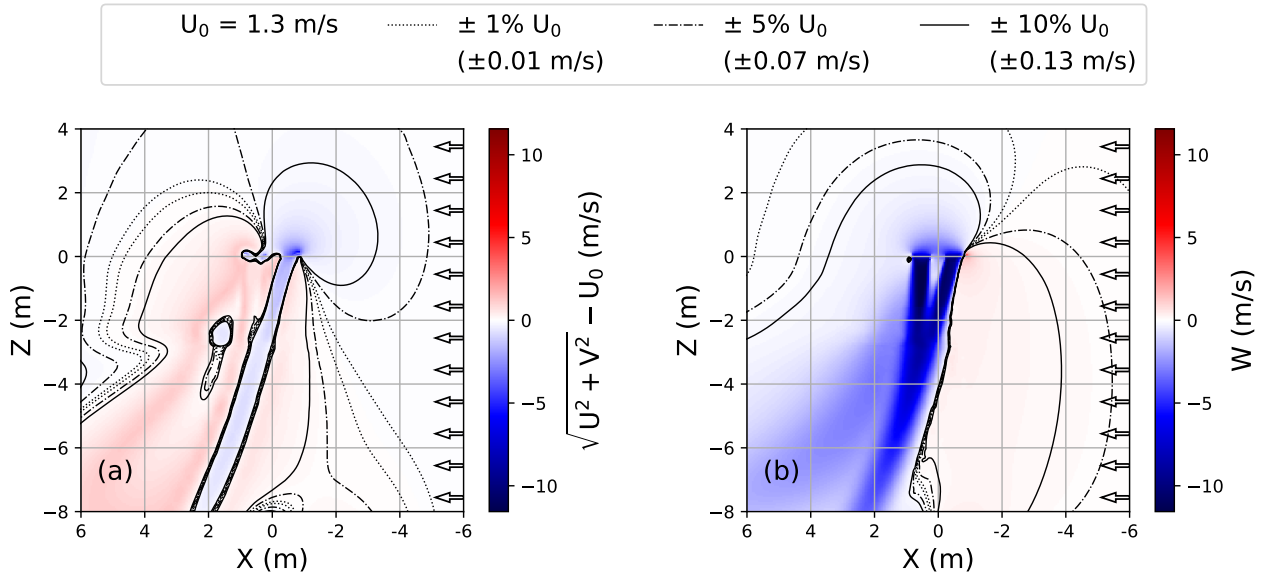 U₀ = 1.3 m/s ± 1% U₀ ± 5% U₀ ± 10% U₀
(±0.01 m/s) (±0.07 m/s) (±0.13 m/s)
4
2
0
−2
−4
−6
−8
Z (m)
(a)
6 4 2 0 -2 -4 -6
X (m)
10
5
0
−5
−10
√U² + V² − U₀ (m/s)
4
2
0
−2
−4
−6
−8
Z (m)
(b)
6 4 2 0 -2 -4 -6
X (m)
10
5
0
−5
−10
W (m/s)